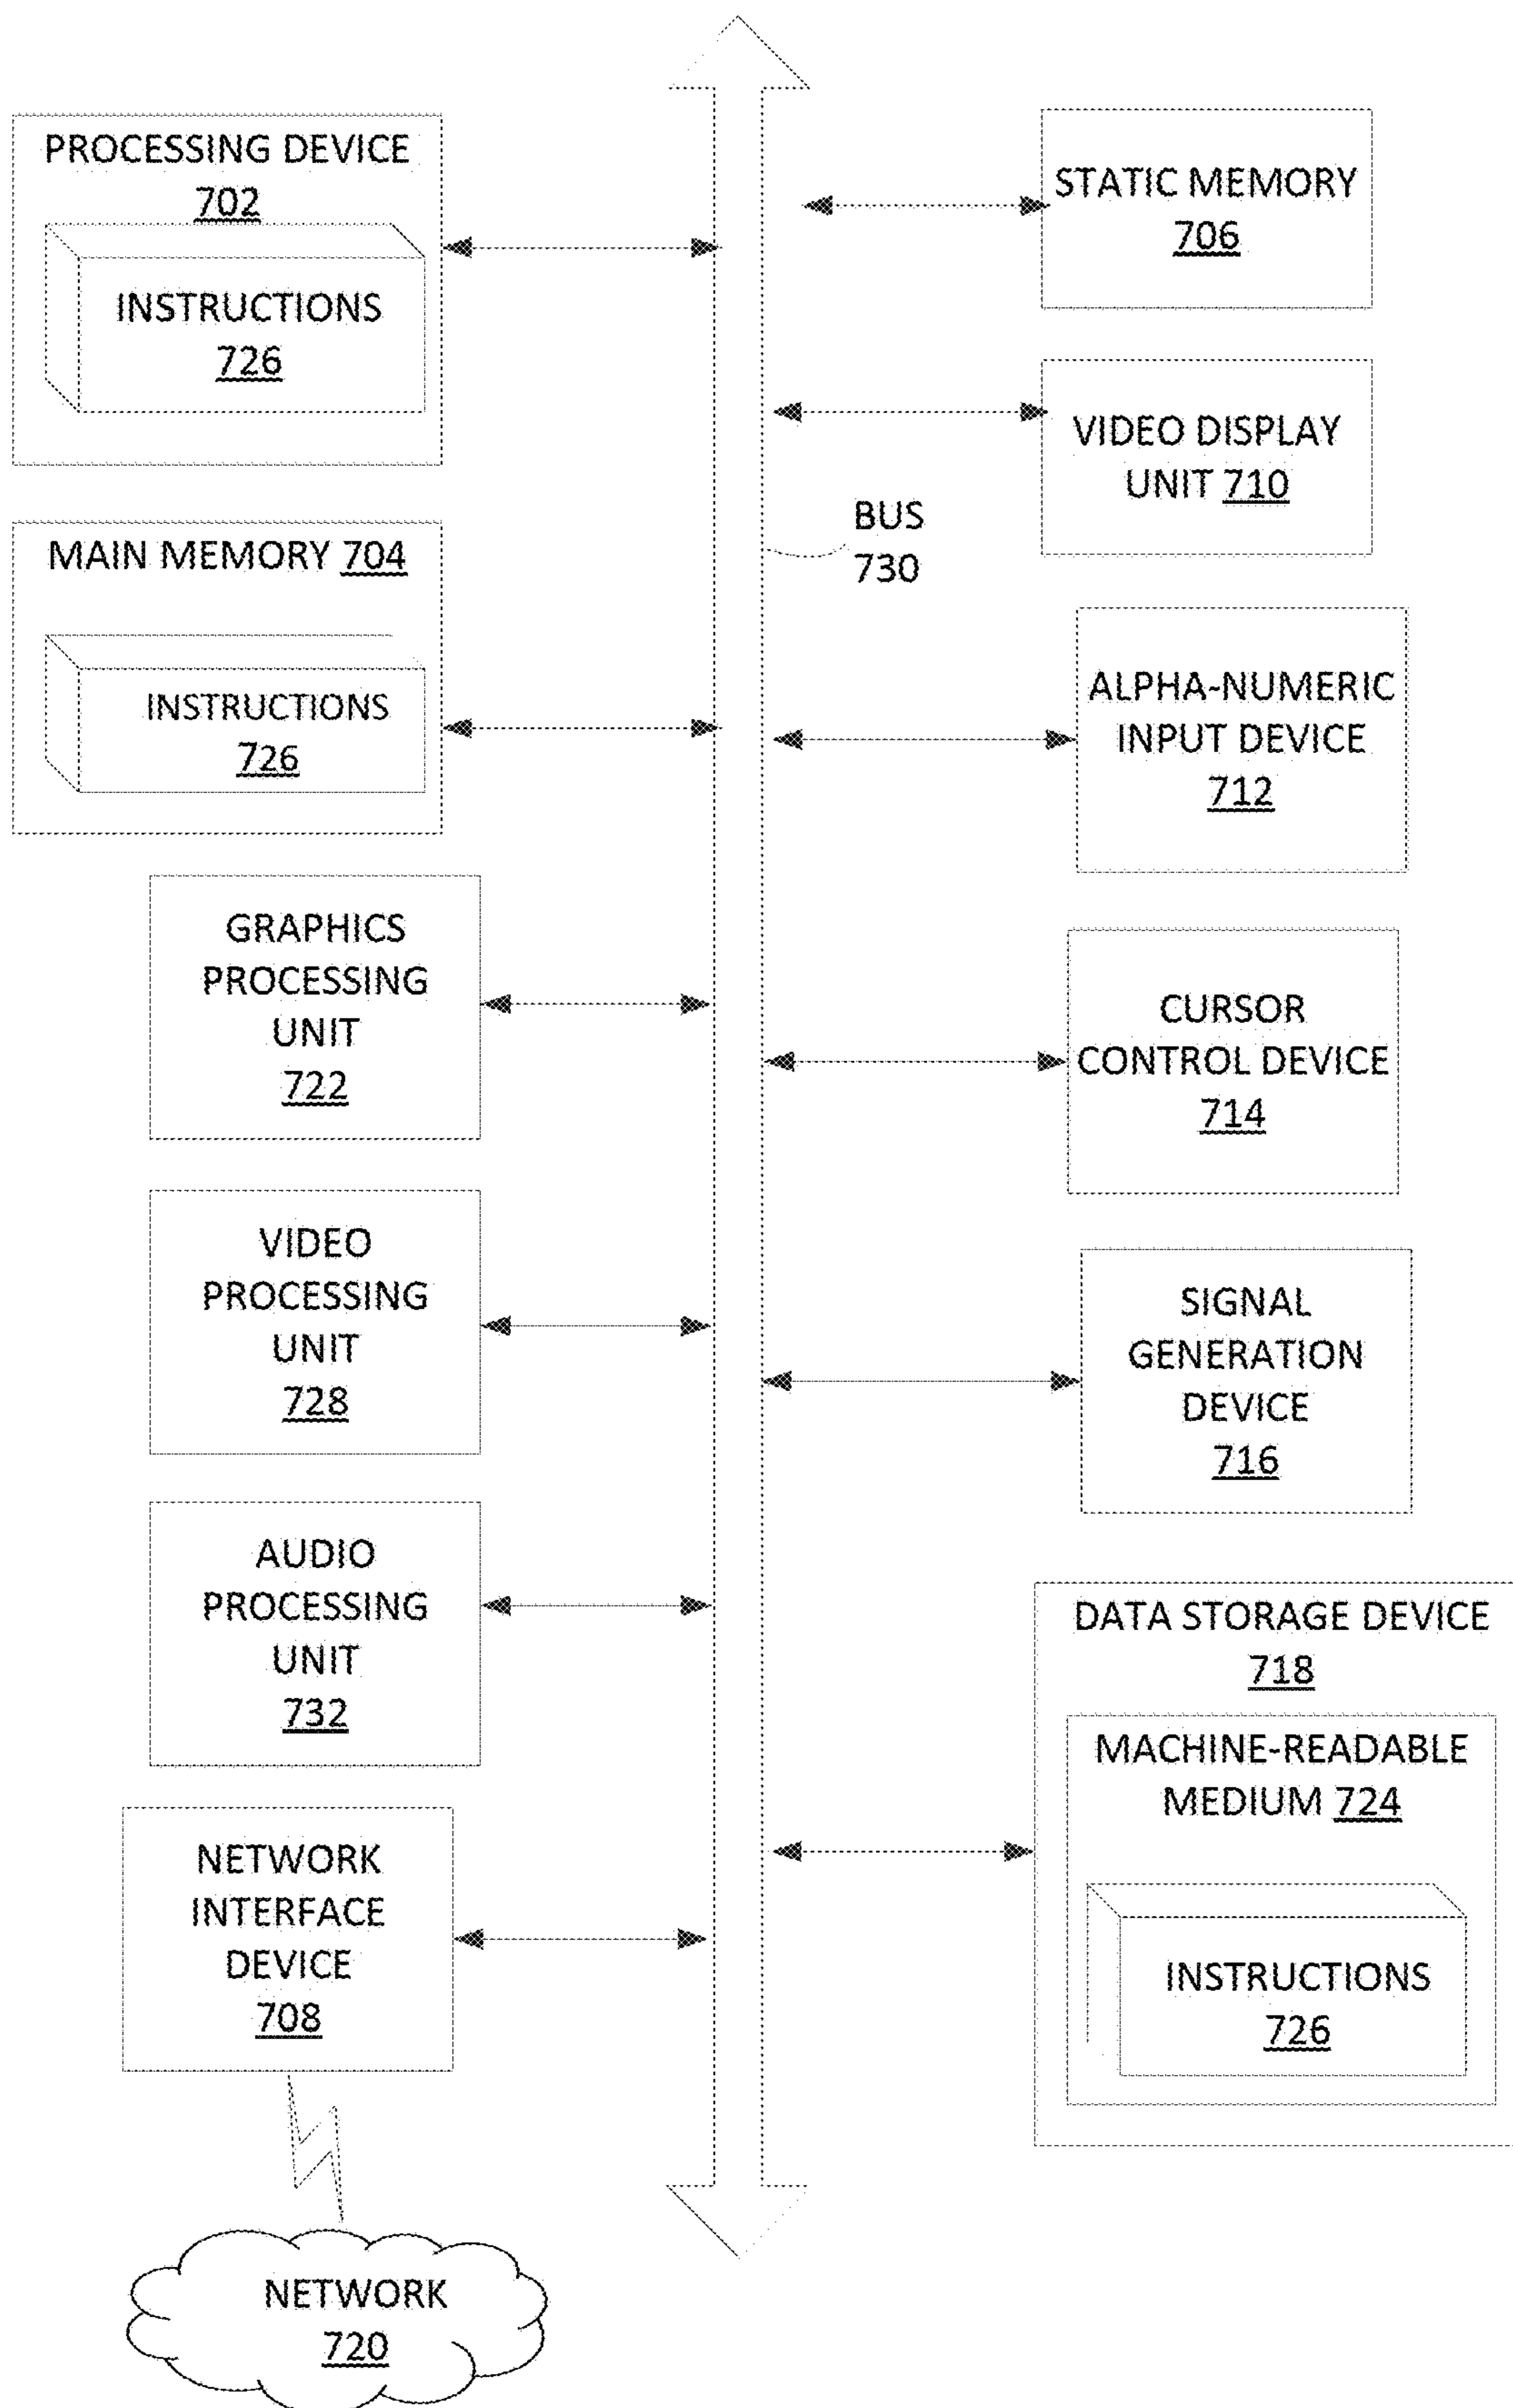 PROCESSING DEVICE
702
INSTRUCTIONS
726
MAIN MEMORY 704
INSTRUCTIONS
726
GRAPHICS
PROCESSING
UNIT
722
VIDEO
PROCESSING
UNIT
728
AUDIO
PROCESSING
UNIT
732
NETWORK
INTERFACE
DEVICE
708
NETWORK
720
BUS
730
STATIC MEMORY
706
VIDEO DISPLAY
UNIT 710
ALPHA-NUMERIC
INPUT DEVICE
712
CURSOR
CONTROL DEVICE
714
SIGNAL
GENERATION
DEVICE
716
DATA STORAGE DEVICE
718
MACHINE-READABLE
MEDIUM 724
INSTRUCTIONS
726